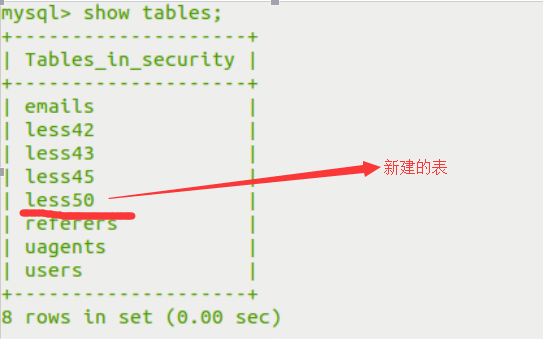 mysql> show tables;
+--------------------+
| Tables_in_security |
+--------------------+
| emails             |
| less42             |
| less43             |
| less45             |
| less50             | 新建的表
| referers           |
| uagents            |
| users              |
+--------------------+
8 rows in set (0.00 sec)